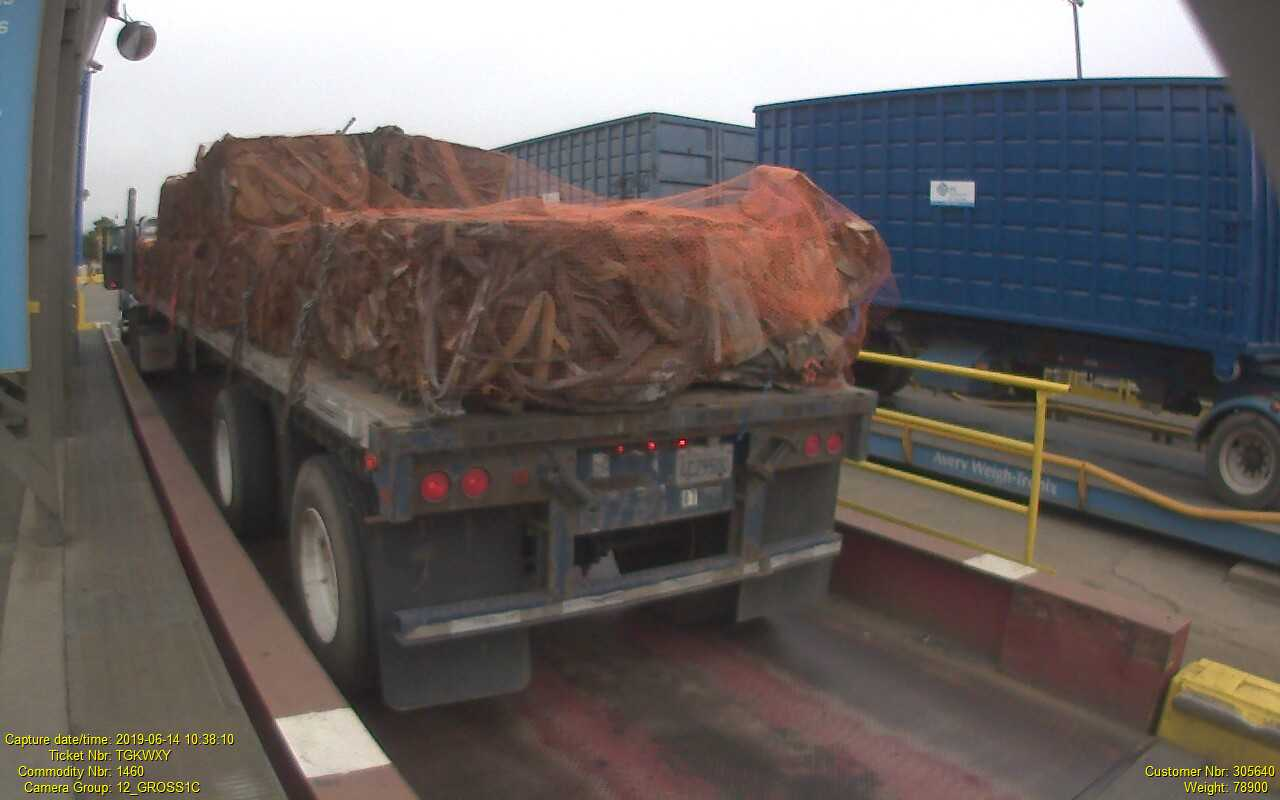 Avery Weigh-Tronix
Capture date/time: 2019-06-14 10:38:10
Ticket Nbr: TGKWXY
Commodity Nbr: 1460
Camera Group: 12_GROSS1C
Customer Nbr: 305640
Weight: 78900